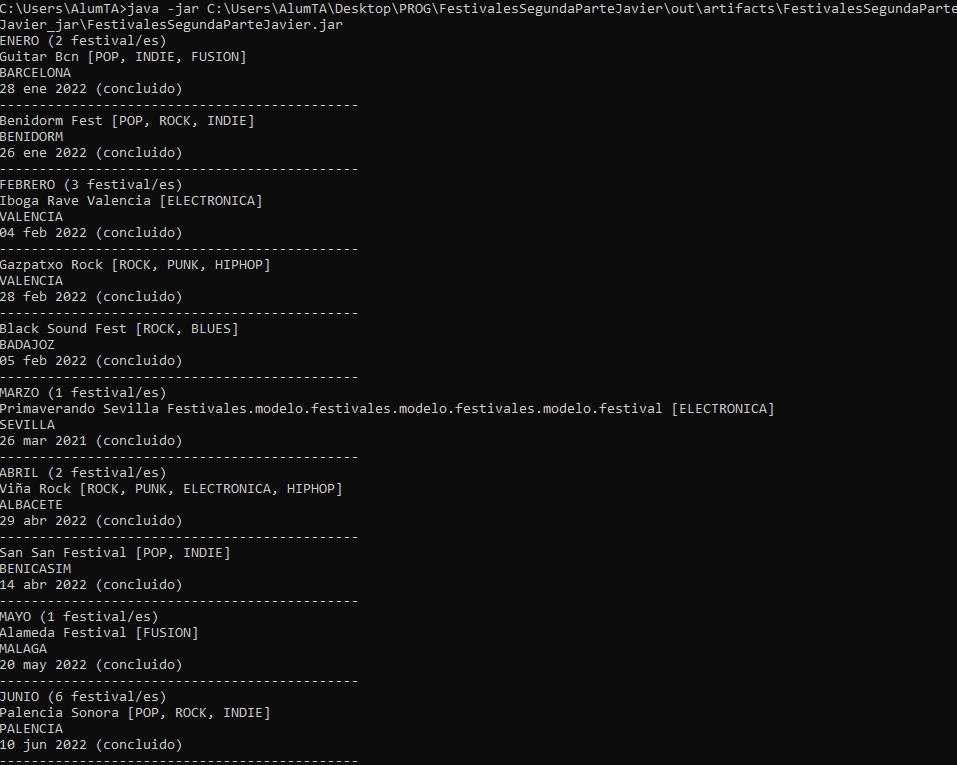 C:\Users\AlumTA>java -jar C:\Users\AlumTA\Desktop\PROG\FestivalesSegundaParteJavier\out\artifacts\FestivalesSegundaParte
Javier_jar\FestivalesSegundaParteJavier.jar
ENERO (2 festival/es)
Guitar Bcn [POP, INDIE, FUSION]
BARCELONA
28 ene 2022 (concluido)
---------------------------------------------
Benidorm Fest [POP, ROCK, INDIE]
BENIDORM
26 ene 2022 (concluido)
---------------------------------------------
FEBRERO (3 festival/es)
Iboga Rave Valencia [ELECTRONICA]
VALENCIA
04 feb 2022 (concluido)
---------------------------------------------
Gazpatxo Rock [ROCK, PUNK, HIPHOP]
VALENCIA
28 feb 2022 (concluido)
---------------------------------------------
Black Sound Fest [ROCK, BLUES]
BADAJOZ
05 feb 2022 (concluido)
---------------------------------------------
MARZO (1 festival/es)
Primaverando Sevilla Festivales.modelo.festivales.modelo.festivales.modelo.festival [ELECTRONICA]
SEVILLA
26 mar 2021 (concluido)
---------------------------------------------
ABRIL (2 festival/es)
Viña Rock [ROCK, PUNK, ELECTRONICA, HIPHOP]
ALBACETE
29 abr 2022 (concluido)
---------------------------------------------
San San Festival [POP, INDIE]
BENICASIM
14 abr 2022 (concluido)
---------------------------------------------
MAYO (1 festival/es)
Alameda Festival [FUSION]
MALAGA
20 may 2022 (concluido)
---------------------------------------------
JUNIO (6 festival/es)
Palencia Sonora [POP, ROCK, INDIE]
PALENCIA
10 jun 2022 (concluido)
---------------------------------------------